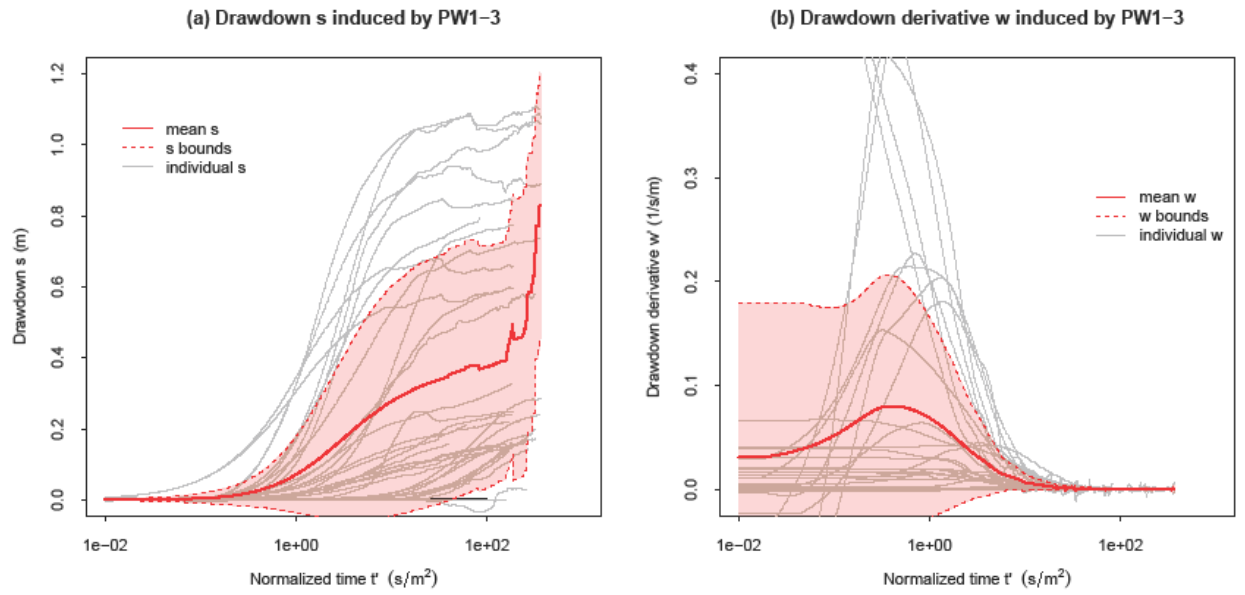 (a) Drawdown s induced by PW1−3
Drawdown s (m)
1.2
1.0
0.8
0.6
0.4
0.2
0.0
mean s
s bounds
individual s
1e−02
1e+00
1e+02
Normalized time t' (s/m²)
(b) Drawdown derivative w induced by PW1−3
Drawdown derivative w' (1/s/m)
0.4
0.3
0.2
0.1
0.0
mean w
w bounds
individual w
1e−02
1e+00
1e+02
Normalized time t' (s/m²)